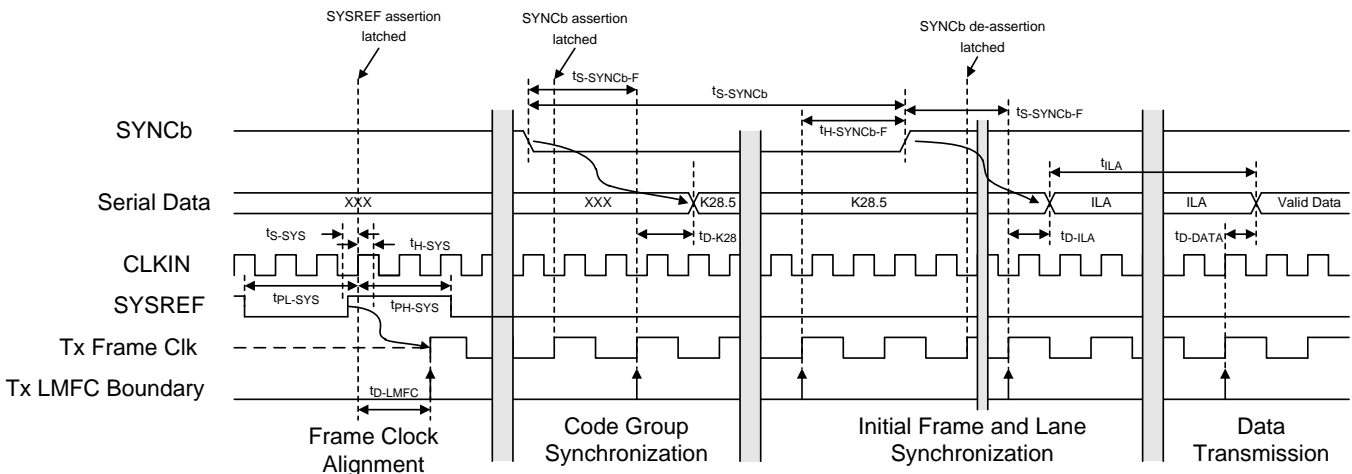 SYSREF assertion
latched
SYNCb assertion
latched
SYNCb de-assertion
latched
tS-SYNCb-F
tS-SYNCb
tS-SYNCb-F
SYNCb
tH-SYNCb-F
tILA
Serial Data
XXX
XXX
K28.5
K28.5
ILA
ILA
Valid Data
tS-SYS
tH-SYS
tD-K28
tD-ILA
tD-DATA
CLKIN
tPL-SYS
tPH-SYS
SYSREF
Tx Frame Clk
Tx LMFC Boundary
tD-LMFC
Frame Clock
Alignment
Code Group
Synchronization
Initial Frame and Lane
Synchronization
Data
Transmission